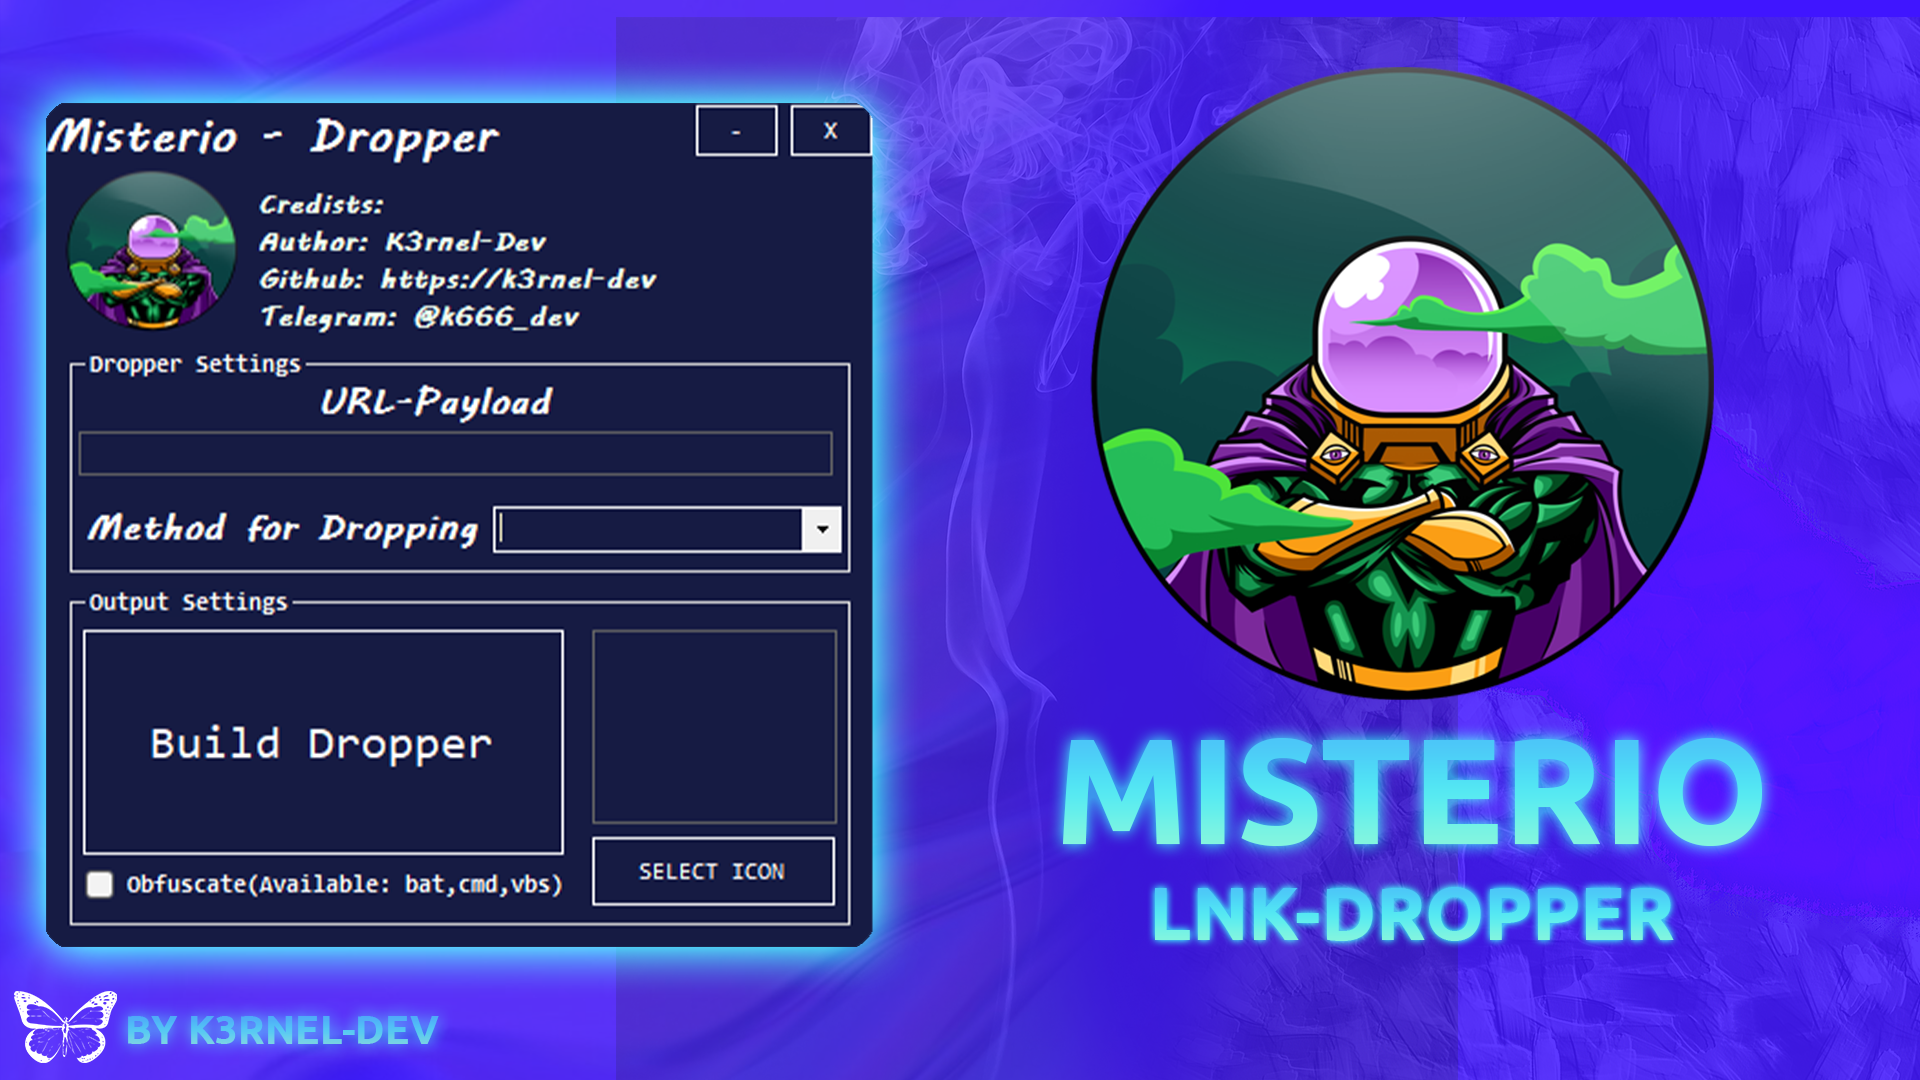 Misterio - Dropper
- X
Credists:
Author: K3rnel-Dev
Github: https://k3rnel-dev
Telegram: @k666_dev
Dropper Settings
URL-Payload
Method for Dropping
Output Settings
Build Dropper
SELECT ICON
Obfuscate(Available: bat,cmd,vbs)
MISTERIO
LNK-DROPPER
BY K3RNEL-DEV